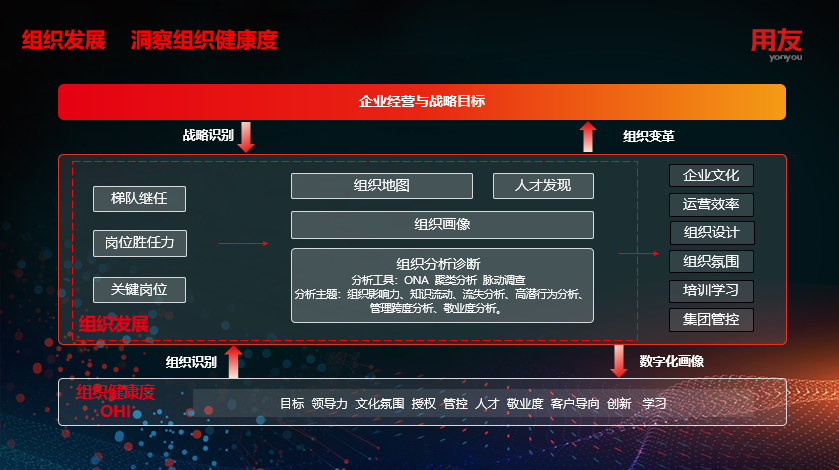 组织发展 洞察组织健康度
用友
yonyou
企业经营与战略目标
战略识别
组织变革
梯队继任
岗位胜任力
关键岗位
组织发展
组织地图
人才发现
组织画像
组织分析诊断
分析工具：ONA 聚类分析 脉动调查
分析主题：组织影响力、知识流动、流失分析、高潜行为分析、
管理跨度分析、敬业度分析。
企业文化
运营效率
组织设计
组织氛围
培训学习
集团管控
组织识别
数字化画像
组织健康度
OHI
目标 领导力 文化氛围 授权 管控 人才 敬业度 客户导向 创新 学习